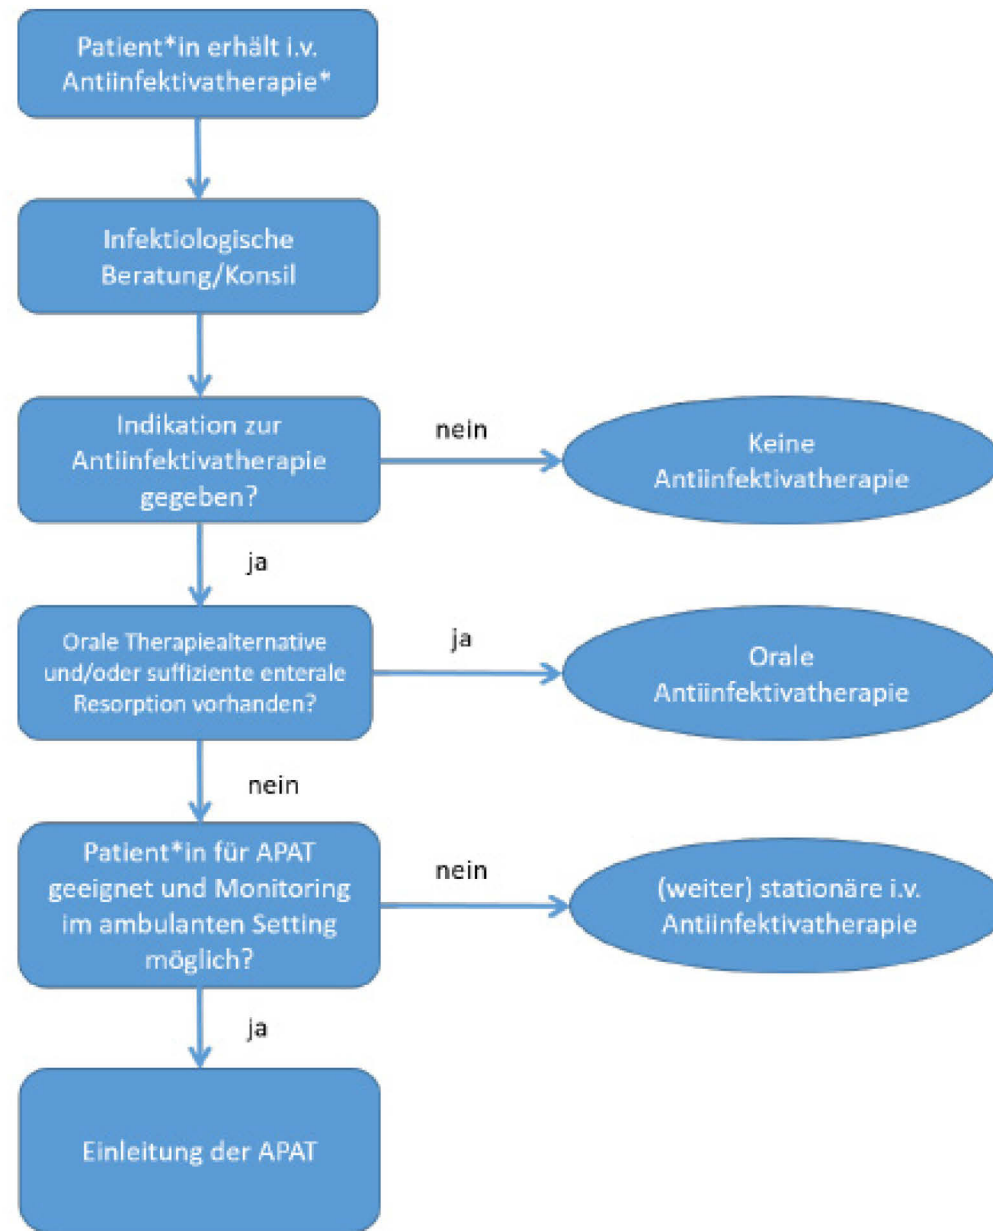 Patient*in erhält i.v.
Antiinfektivatherapie*
Infektiologische
Beratung/Konsil
Indikation zur
Antiinfektivatherapie
gegeben?
nein
Keine
Antiinfektivatherapie
ja
Orale Therapiealternative
und/oder suffiziente enterale
Resorption vorhanden?
ja
Orale
Antiinfektivatherapie
nein
Patient*in für APAT
geeignet und Monitoring
im ambulanten Setting
möglich?
nein
(weiter) stationäre i.v.
Antiinfektivatherapie
ja
Einleitung der APAT